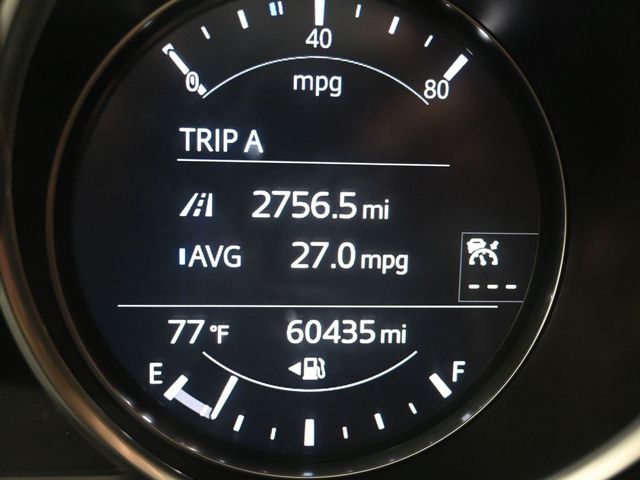 40
0 80
mpg
TRIP A
2756.5 mi
AVG 27.0 mpg
---
77 °F 60435 mi
E F